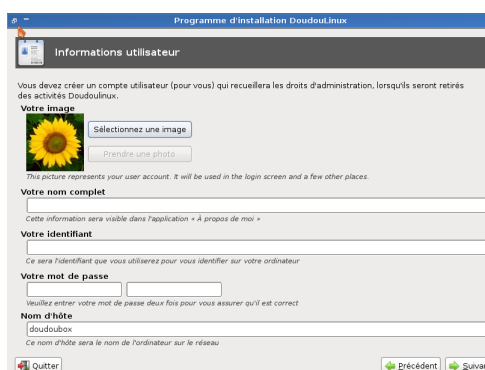 Programme d'installation DoudouLinux
Informations utilisateur
Vous devez créer un compte utilisateur (pour vous) qui recueillera les droits d'administration, lorsqu'ils seront retirés
des activités Doudoulinux.
Votre image
Sélectionnez une image
Prendre une photo
This picture represents your user account. It will be used in the login screen and a few other places.
Votre nom complet
Cette information sera visible dans l'application « À propos de moi »
Votre identifiant
Ce sera l'identifiant que vous utiliserez pour vous identifier sur votre ordinateur
Votre mot de passe
Veuillez entrer votre mot de passe deux fois pour vous assurer qu'il est correct
Nom d'hôte
doudoubox
Ce nom d'hôte sera le nom de l'ordinateur sur le réseau
Quitter
Précédent
Suiva